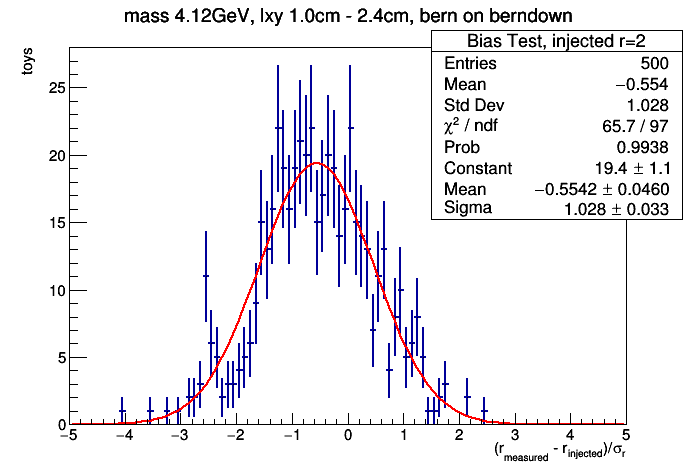 mass 4.12GeV, lxy 1.0cm - 2.4cm, bern on berndown
Bias Test, injected r=2
Entries 500
Mean −0.554
Std Dev 1.028
χ² / ndf 65.7 / 97
Prob 0.9938
Constant 19.4 ± 1.1
Mean −0.5542 ± 0.0460
Sigma 1.028 ± 0.033
toys
25
20
15
10
5
0
−5 −4 −3 −2 −1 0 1 2 3 4 5
(r_measured - r_injected)/σ_r